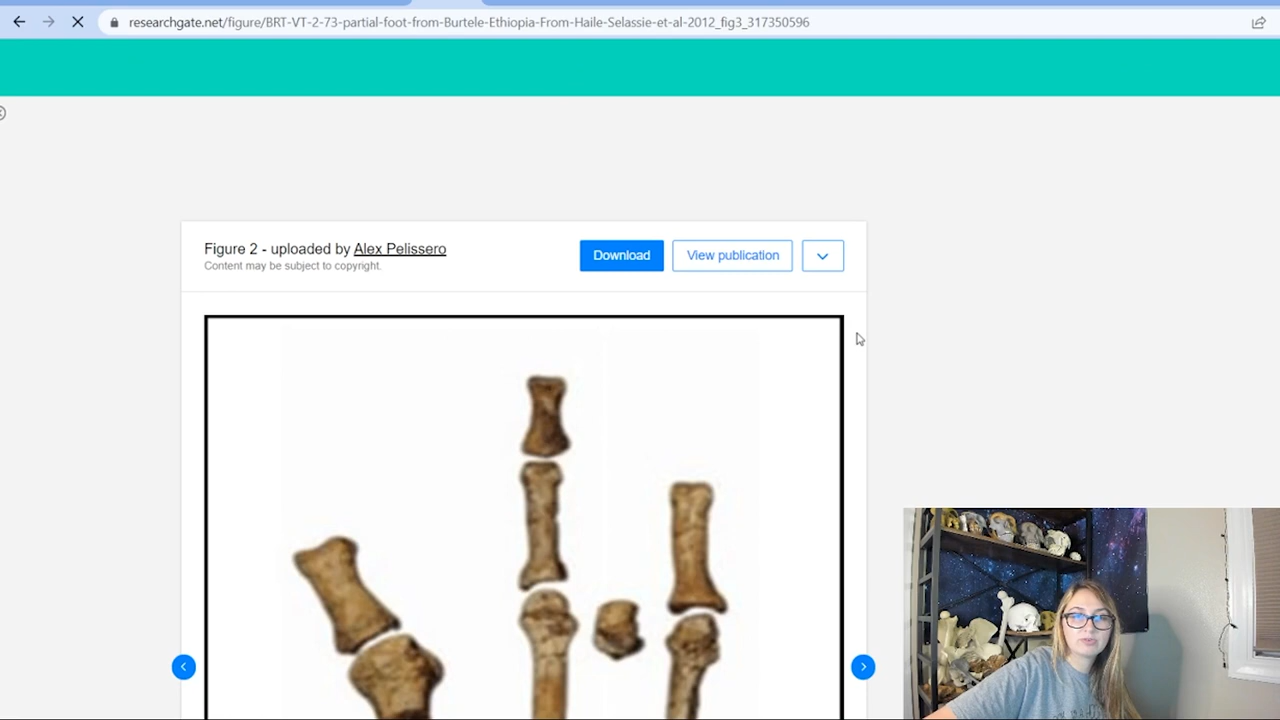 researchgate.net/figure/BRT-VT-2-73-partial-foot-from-Burtele-Ethiopia-From-Haile-Selassie-et-al-2012_fig3_317350596
Figure 2 - uploaded by Alex Pelissero
Content may be subject to copyright.
Download
View publication